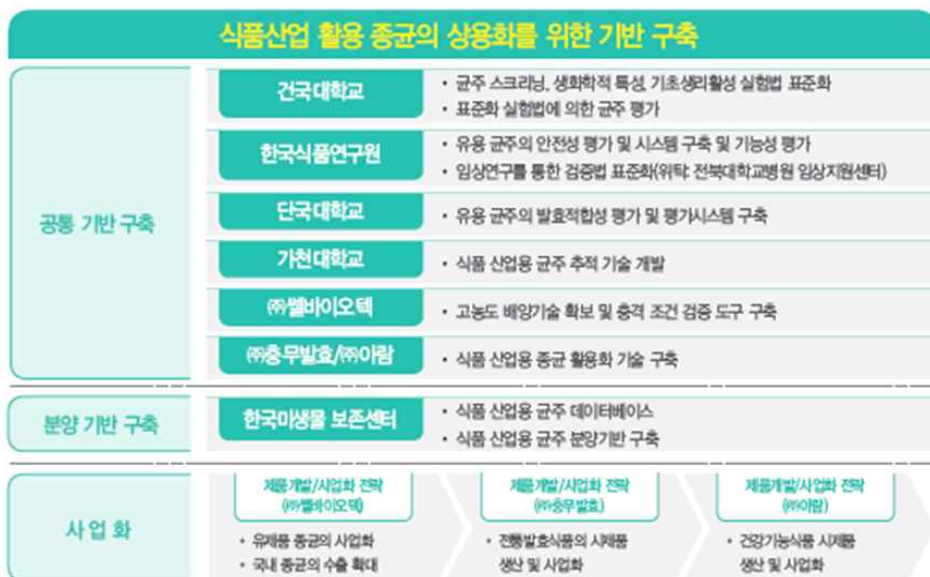 식품산업 활용 종균의 상용화를 위한 기반 구축
공통 기반 구축
건국대학교
• 균주 스크리닝, 생화학적 특성, 기초생리활성 실험법 표준화
• 표준화 실험법에 의한 균주 평가
한국식품연구원
• 유용 균주의 안전성 평가 및 시스템 구축 및 기능성 평가
• 임상연구를 통한 검증법 표준화(위탁: 전북대학교병원 임상지원센터)
단국대학교
• 유용 균주의 발효적합성 평가 및 평가시스템 구축
가천대학교
• 식품 산업용 균주 추적 기술 개발
㈜쎌바이오텍
• 고농도 배양기술 확보 및 충격 조건 검증 도구 구축
㈜충무발효/㈜아람
• 식품 산업용 종균 활용화 기술 구축
분양 기반 구축
한국미생물 보존센터
• 식품 산업용 균주 데이터베이스
• 식품 산업용 균주 분양기반 구축
사업화
제품개발/사업화 전략
(㈜쎌바이오텍)
• 유제품 종균의 사업화
• 국내 종균의 수출 확대
제품개발/사업화 전략
(㈜충무발효)
• 전통발효식품의 시제품
생산 및 사업화
제품개발/사업화 전략
(㈜아람)
• 건강기능식품 시제품
생산 및 사업화